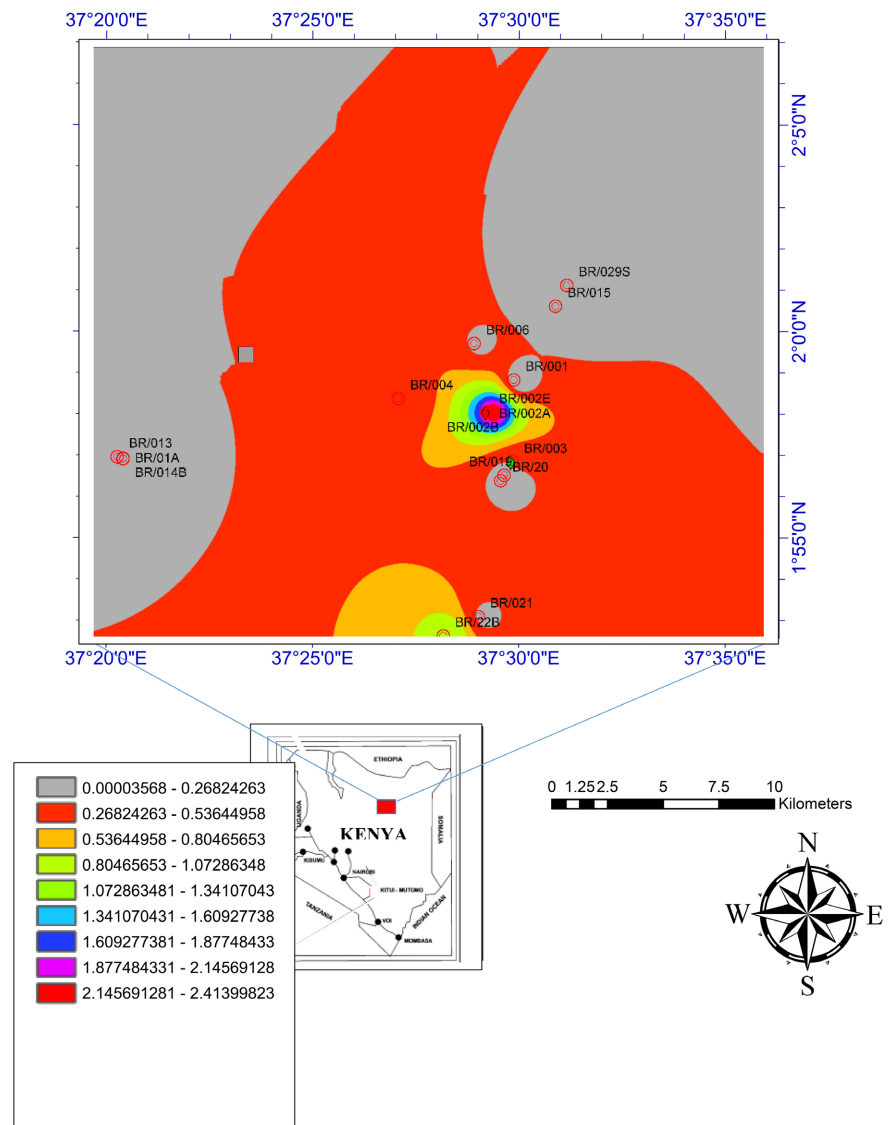 37°20'0"E 37°25'0"E 37°30'0"E 37°35'0"E
2°5'0"N
BR/029S
BR/015
2°0'0"N
BR/006
BR/001
BR/004
BR/002E
BR/002A
BR/002B
BR/013
BR/01A
BR/014B
BR/003
BR/019
BR/20
1°55'0"N
BR/021
BR/22B
37°20'0"E 37°25'0"E 37°30'0"E 37°35'0"E
ETHIOPIA
UGANDA
SOMALIA
KENYA
KISUMU
NAIROBI
KITUI - MUTOMO
TANZANIA
VOI
INDIAN OCEAN
MOMBASA
0.00003568 - 0.26824263
0.26824263 - 0.53644958
0.53644958 - 0.80465653
0.80465653 - 1.07286348
1.072863481 - 1.34107043
1.341070431 - 1.60927738
1.609277381 - 1.87748433
1.877484331 - 2.14569128
2.145691281 - 2.41399823
0 1.25 2.5 5 7.5 10
Kilometers
N
W E
S